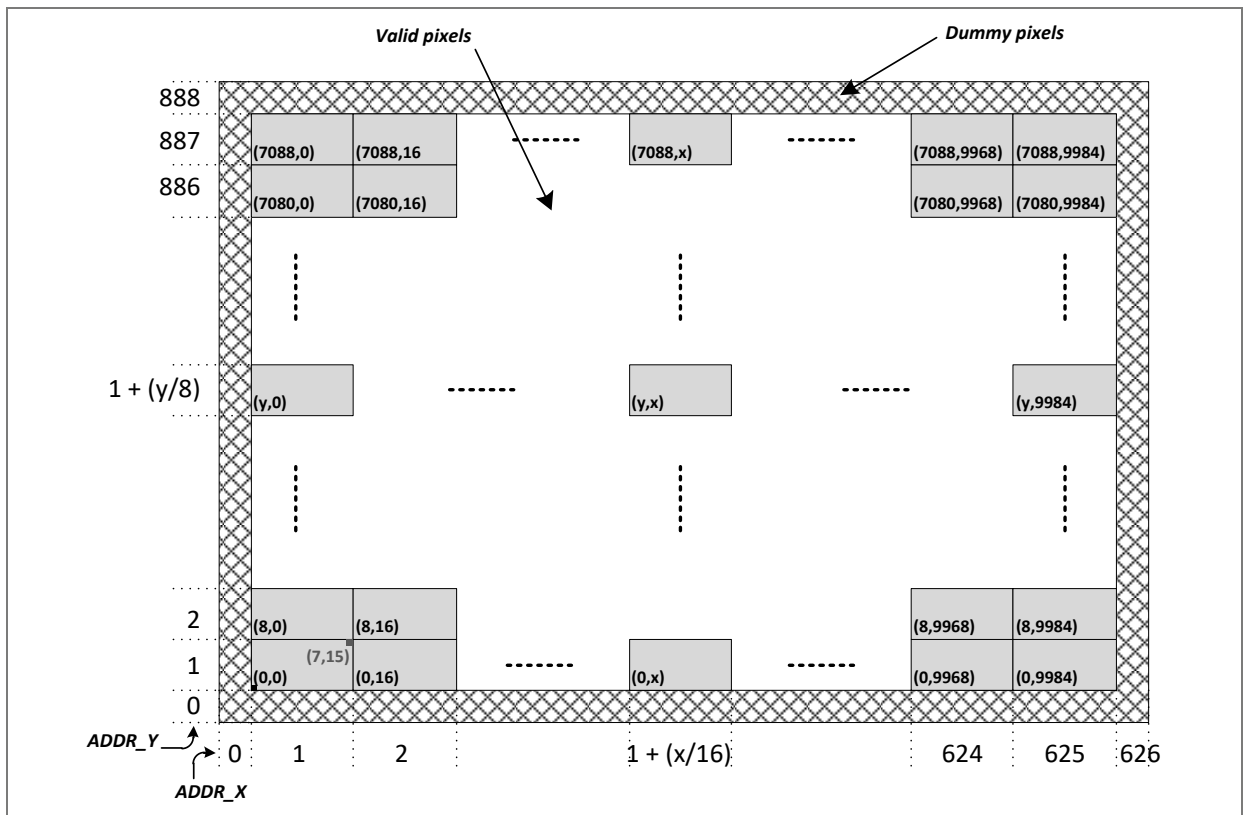 Valid pixels
Dummy pixels
888
887
(7088,0)
(7088,16
(7088,x)
(7088,9968)
(7088,9984)
886
(7080,0)
(7080,16)
(7080,9968)
(7080,9984)
1 + (y/8)
(y,0)
(y,x)
(y,9984)
2
(8,0)
(8,16)
(8,9968)
(8,9984)
(7,15)
1
(0,0)
(0,16)
(0,x)
(0,9968)
(0,9984)
0
ADDR_Y
0
1
2
1 + (x/16)
624
625
626
ADDR_X